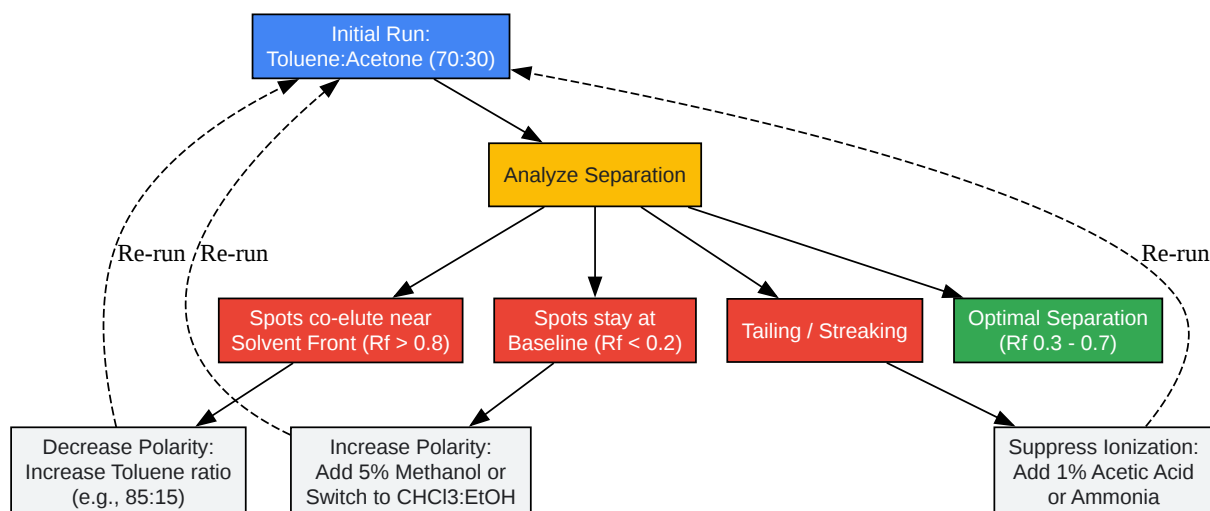 Initial Run:
Toluene:Acetone (70:30)
Analyze Separation
Re-run
Re-run
Re-run
Spots co-elute near
Solvent Front (Rf > 0.8)
Spots stay at
Baseline (Rf < 0.2)
Tailing / Streaking
Optimal Separation
(Rf 0.3 - 0.7)
Decrease Polarity:
Increase Toluene ratio
(e.g., 85:15)
Increase Polarity:
Add 5% Methanol or
Switch to CHCl3:EtOH
Suppress Ionization:
Add 1% Acetic Acid
or Ammonia